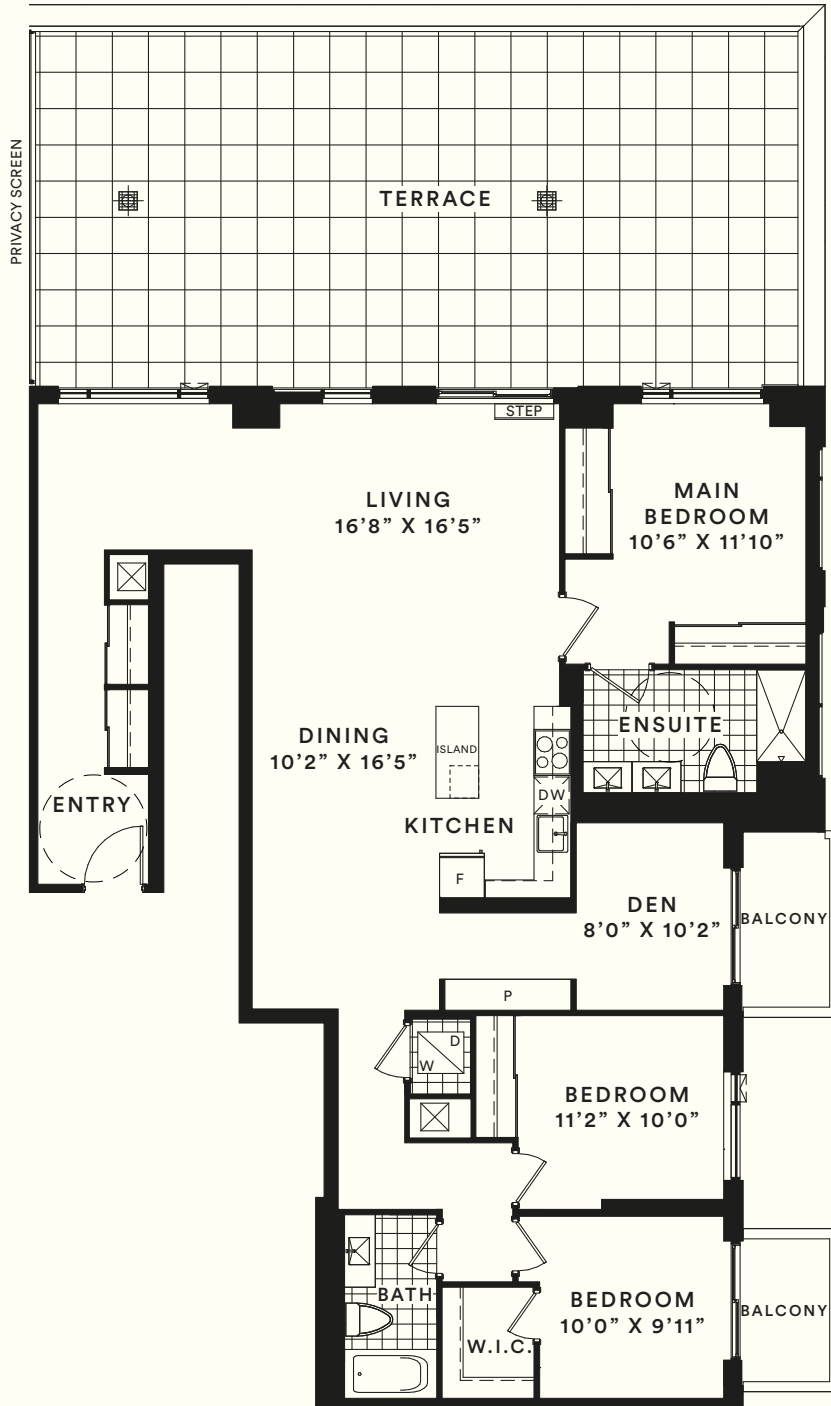 PRIVACY SCREEN
TERRACE
STEP
LIVING
16’8” X 16’5”
MAIN
BEDROOM
10’6” X 11’10”
DINING
10’2” X 16’5”
ISLAND
ENSUITE
ENTRY
DW
KITCHEN
F
DEN
8’0” X 10’2”
BALCONY
P
D
W
BEDROOM
11’2” X 10’0”
BATH
BEDROOM
10’0” X 9’11”
BALCONY
W.I.C.